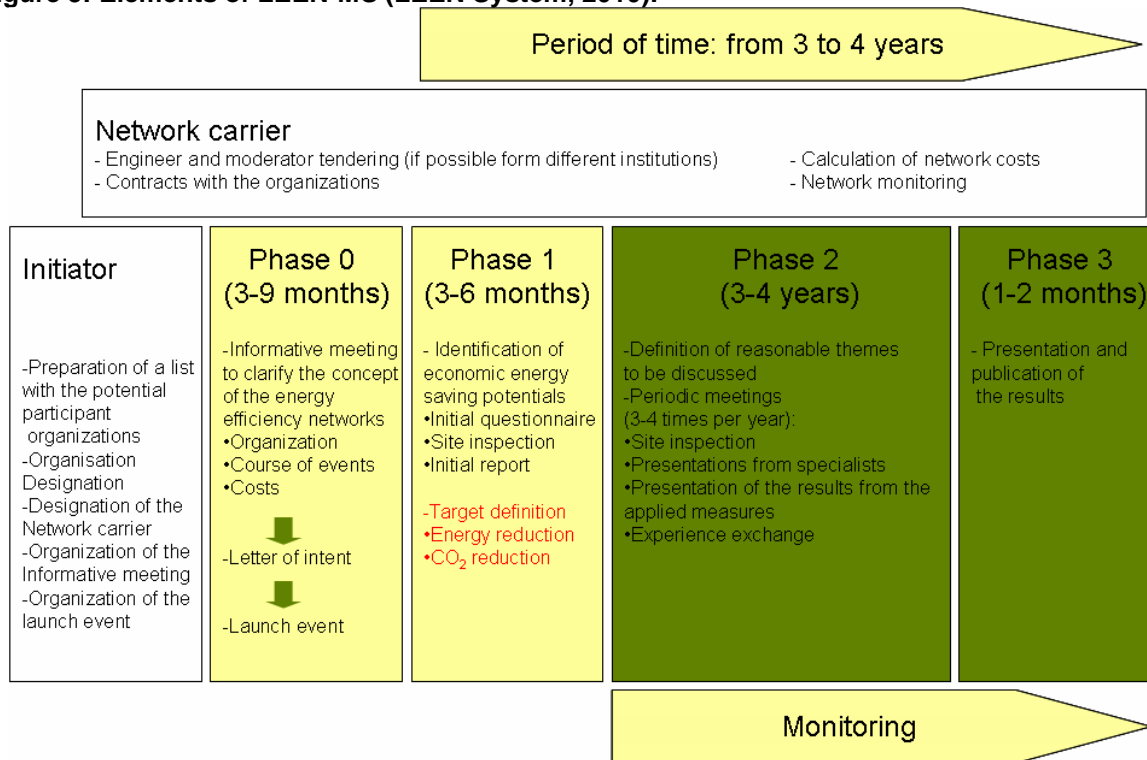 Period of time: from 3 to 4 years
Network carrier
- Engineer and moderator tendering (if possible form different institutions)
- Contracts with the organizations
- Calculation of network costs
- Network monitoring
Initiator
-Preparation of a list
with the potential
participant
organizations
-Organisation
Designation
-Designation of the
Network carrier
-Organization of the
Informative meeting
-Organization of the
launch event
Phase 0
(3-9 months)
-Informative meeting
to clarify the concept
of the energy
efficiency networks
•Organization
•Course of events
•Costs
-Letter of intent
-Launch event
Phase 1
(3-6 months)
- Identification of
economic energy
saving potentials
•Initial questionnaire
•Site inspection
•Initial report
-Target definition
•Energy reduction
•CO₂ reduction
Phase 2
(3-4 years)
-Definition of reasonable themes
to be discussed
-Periodic meetings
(3-4 times per year):
•Site inspection
•Presentations from specialists
•Presentation of the results from the
applied measures
•Experience exchange
Phase 3
(1-2 months)
- Presentation and
publication of
the results
Monitoring